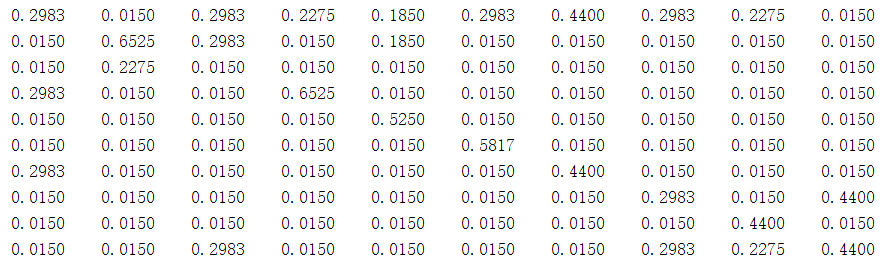 0.2983 0.0150 0.2983 0.2275 0.1850 0.2983 0.4400 0.2983 0.2275 0.0150
0.0150 0.6525 0.2983 0.0150 0.1850 0.0150 0.0150 0.0150 0.0150 0.0150
0.0150 0.2275 0.0150 0.0150 0.0150 0.0150 0.0150 0.0150 0.0150 0.0150
0.2983 0.0150 0.0150 0.6525 0.0150 0.0150 0.0150 0.0150 0.0150 0.0150
0.0150 0.0150 0.0150 0.0150 0.5250 0.0150 0.0150 0.0150 0.0150 0.0150
0.0150 0.0150 0.0150 0.0150 0.0150 0.5817 0.0150 0.0150 0.0150 0.0150
0.2983 0.0150 0.0150 0.0150 0.0150 0.0150 0.4400 0.0150 0.0150 0.0150
0.0150 0.0150 0.0150 0.0150 0.0150 0.0150 0.0150 0.2983 0.0150 0.4400
0.0150 0.0150 0.0150 0.0150 0.0150 0.0150 0.0150 0.0150 0.4400 0.0150
0.0150 0.0150 0.2983 0.0150 0.0150 0.0150 0.0150 0.2983 0.2275 0.4400